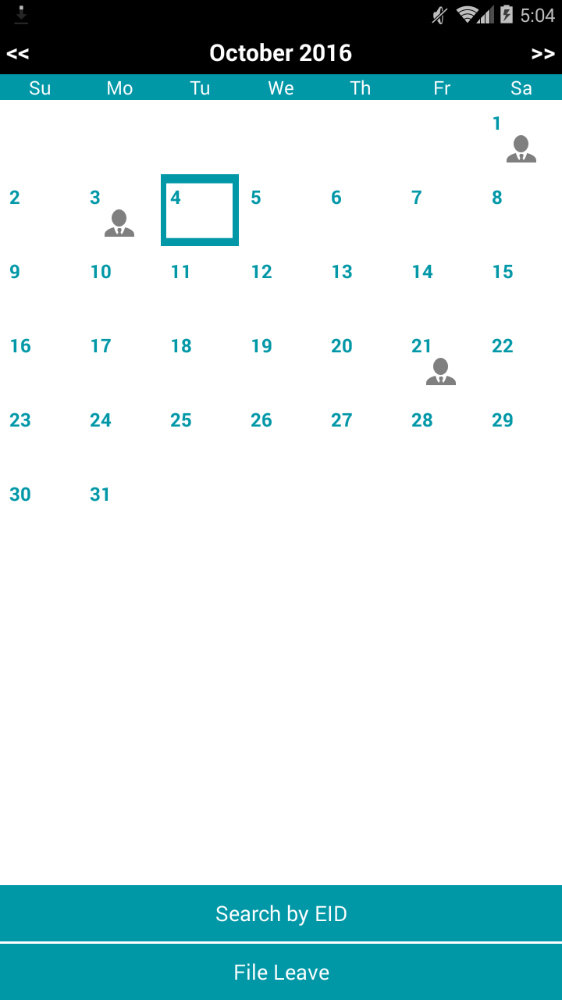 5:04
<< October 2016 >>
Su Mo Tu We Th Fr Sa
1
2 3 4 5 6 7 8
9 10 11 12 13 14 15
16 17 18 19 20 21 22
23 24 25 26 27 28 29
30 31
Search by EID
File Leave